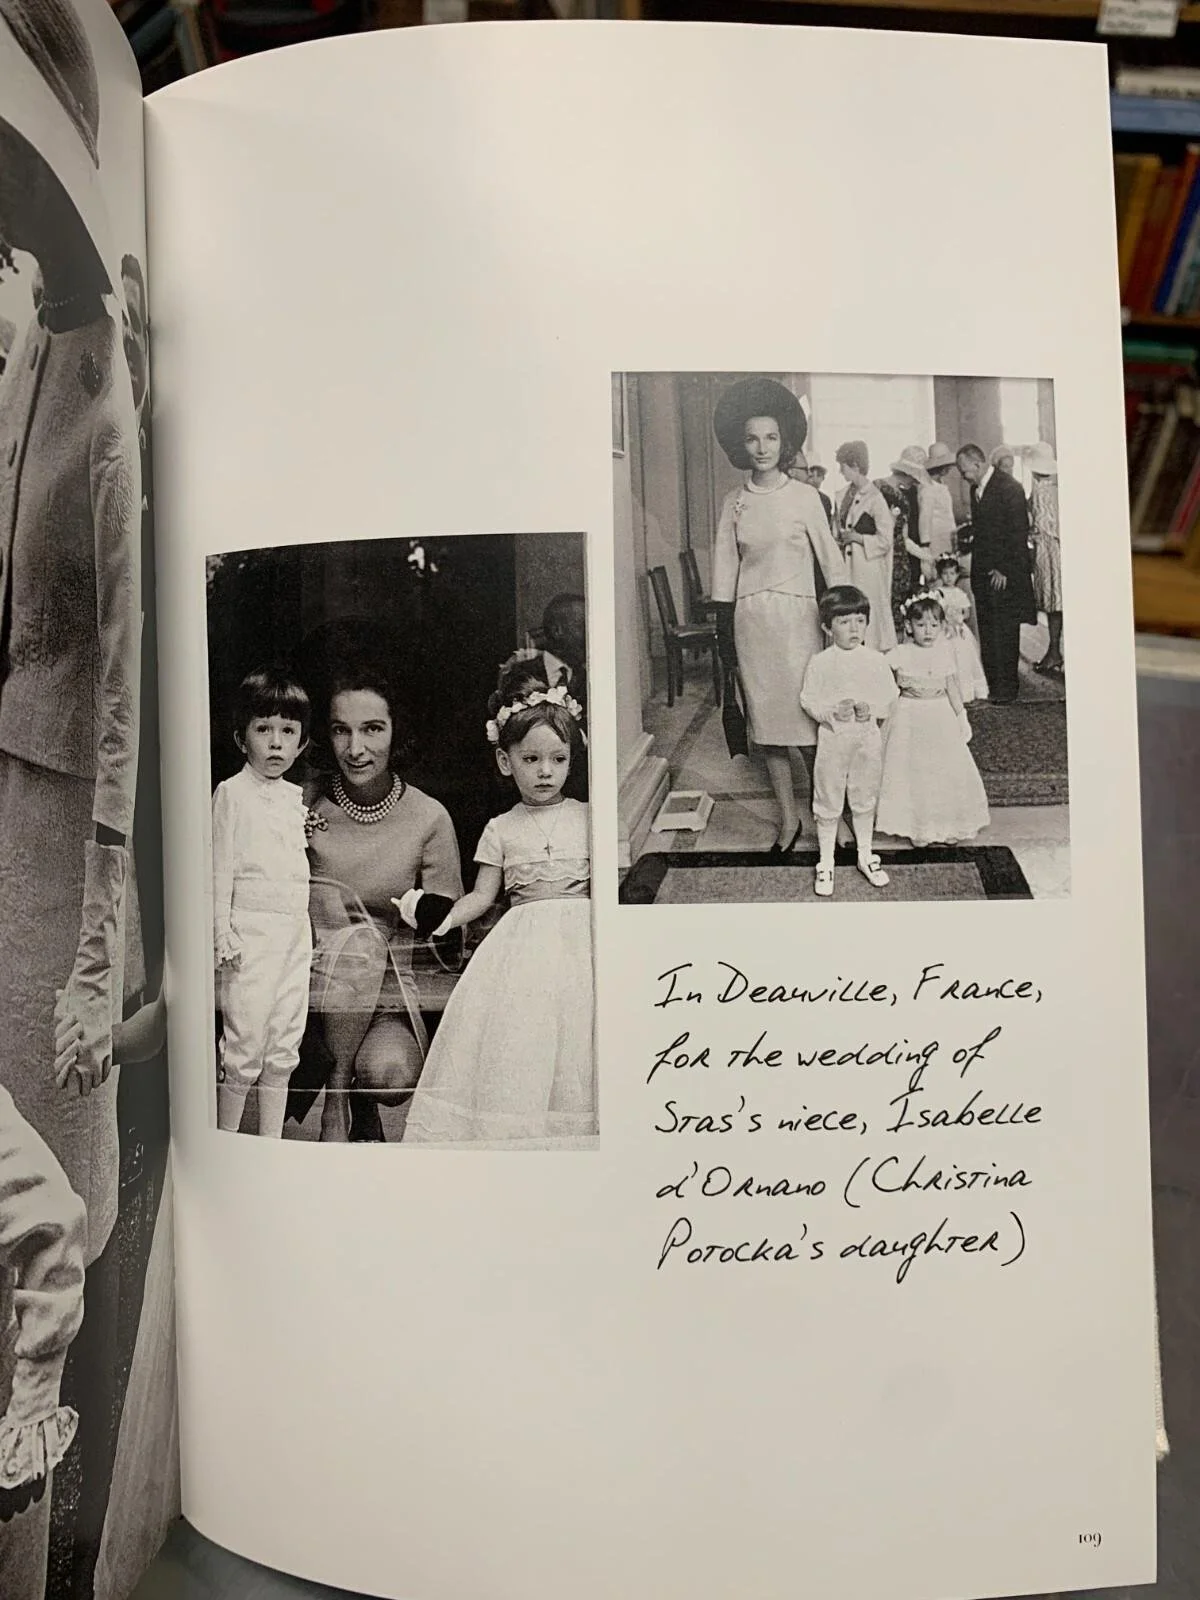 In Deauville, France,
for the wedding of
Stas's niece, Isabelle
d'Ornano (Christina
Potocka's daughter)
109